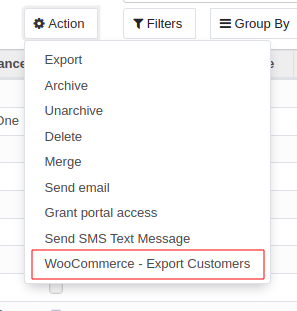 Action
Filters
Group By
ance
e
One
Export
Archive
Unarchive
Delete
Merge
Send email
Grant portal access
Send SMS Text Message
WooCommerce - Export Customers